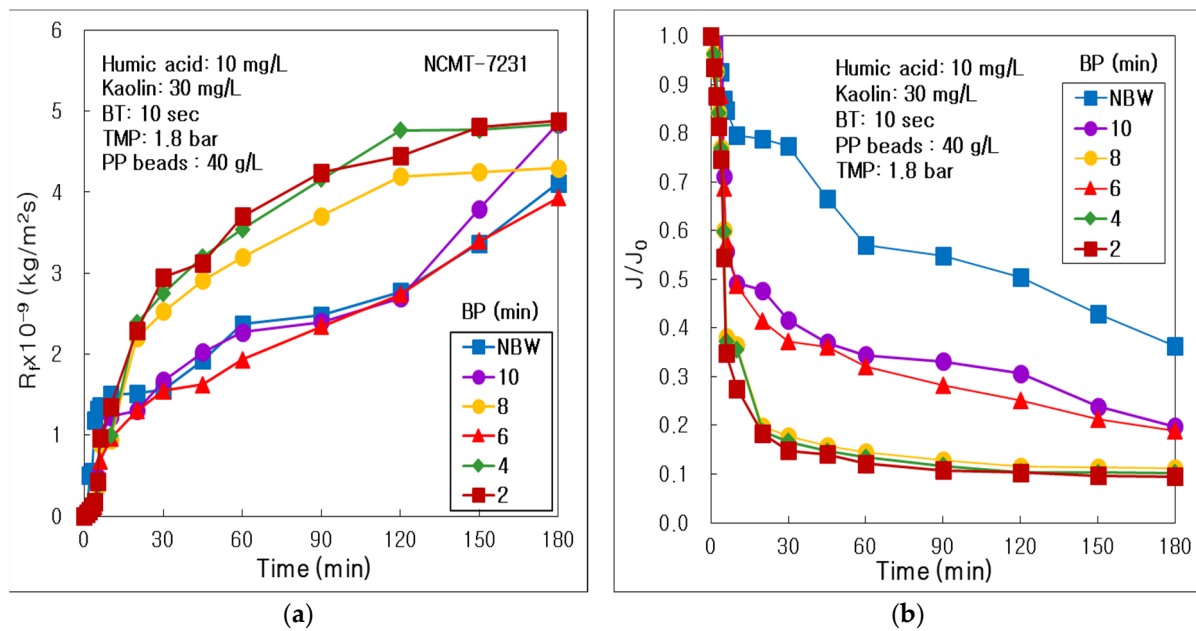 6
5
4
3
2
1
0
Rfx10⁻⁹ (kg/m²s)
Humic acid: 10 mg/L
Kaolin: 30 mg/L
BT: 10 sec
TMP: 1.8 bar
PP beads : 40 g/L
NCMT-7231
BP (min)
NBW
10
8
6
4
2
0 30 60 90 120 150 180
Time (min)
(a)
1.0
0.9
0.8
0.7
0.6
0.5
0.4
0.3
0.2
0.1
0.0
J/J₀
Humic acid: 10 mg/L
Kaolin: 30 mg/L
BT: 10 sec
PP beads : 40 g/L
TMP: 1.8 bar
BP (min)
NBW
10
8
6
4
2
0 30 60 90 120 150 180
Time (min)
(b)